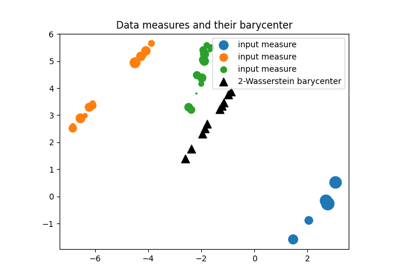 Data measures and their barycenter
6
5
4
3
2
1
0
−1
−6
−4
−2
0
2
input measure
input measure
input measure
2-Wasserstein barycenter